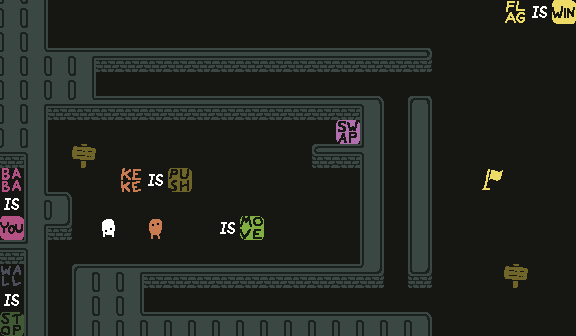 FLAG IS WIN
SWAP
KEKE IS PUSH
BABA
IS
YOU
IS MOVE
WALL
IS
STOP